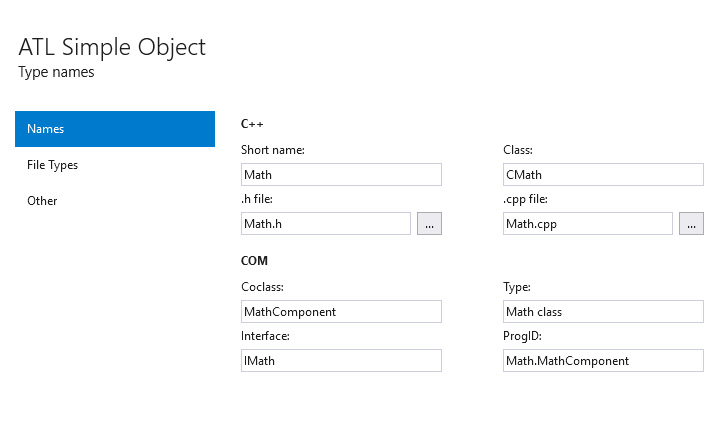 ATL Simple Object
Type names
Names
File Types
Other
C++
Short name:
Class:
Math
CMath
.h file:
.cpp file:
Math.h
...
Math.cpp
...
COM
Coclass:
Type:
MathComponent
Math class
Interface:
ProgID:
IMath
Math.MathComponent